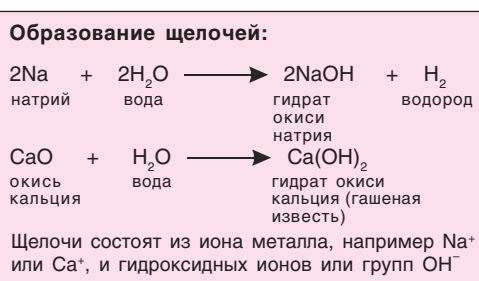 Образование щелочей:
2Na + 2H₂O ⟶ 2NaOH + H₂
натрий вода гидрат водород
окиси
натрия
CaO + H₂O ⟶ Ca(OH)₂
окись вода гидрат окиси
кальция кальция (гашеная
известь)
Щелочи состоят из иона металла, например Na⁺
или Ca⁺, и гидроксидных ионов или групп OH⁻